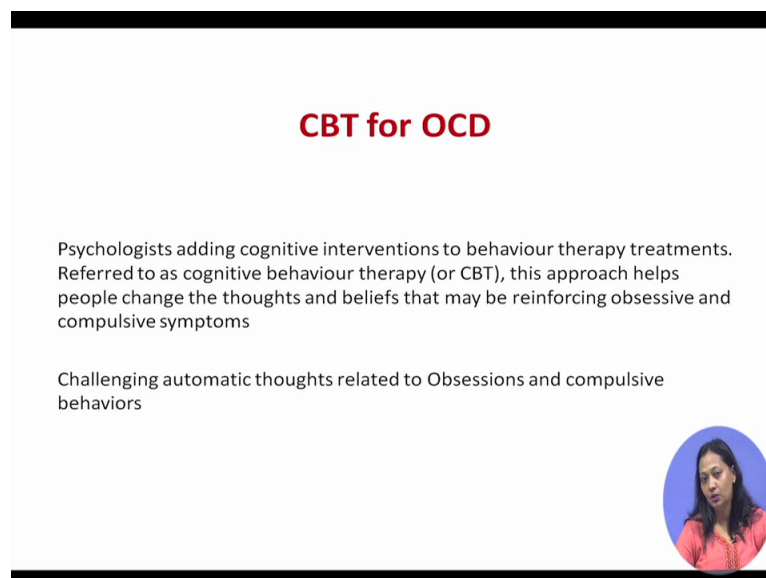 CBT for OCD
Psychologists adding cognitive interventions to behaviour therapy treatments.
Referred to as cognitive behaviour therapy (or CBT), this approach helps
people change the thoughts and beliefs that may be reinforcing obsessive and
compulsive symptoms
Challenging automatic thoughts related to Obsessions and compulsive
behaviors